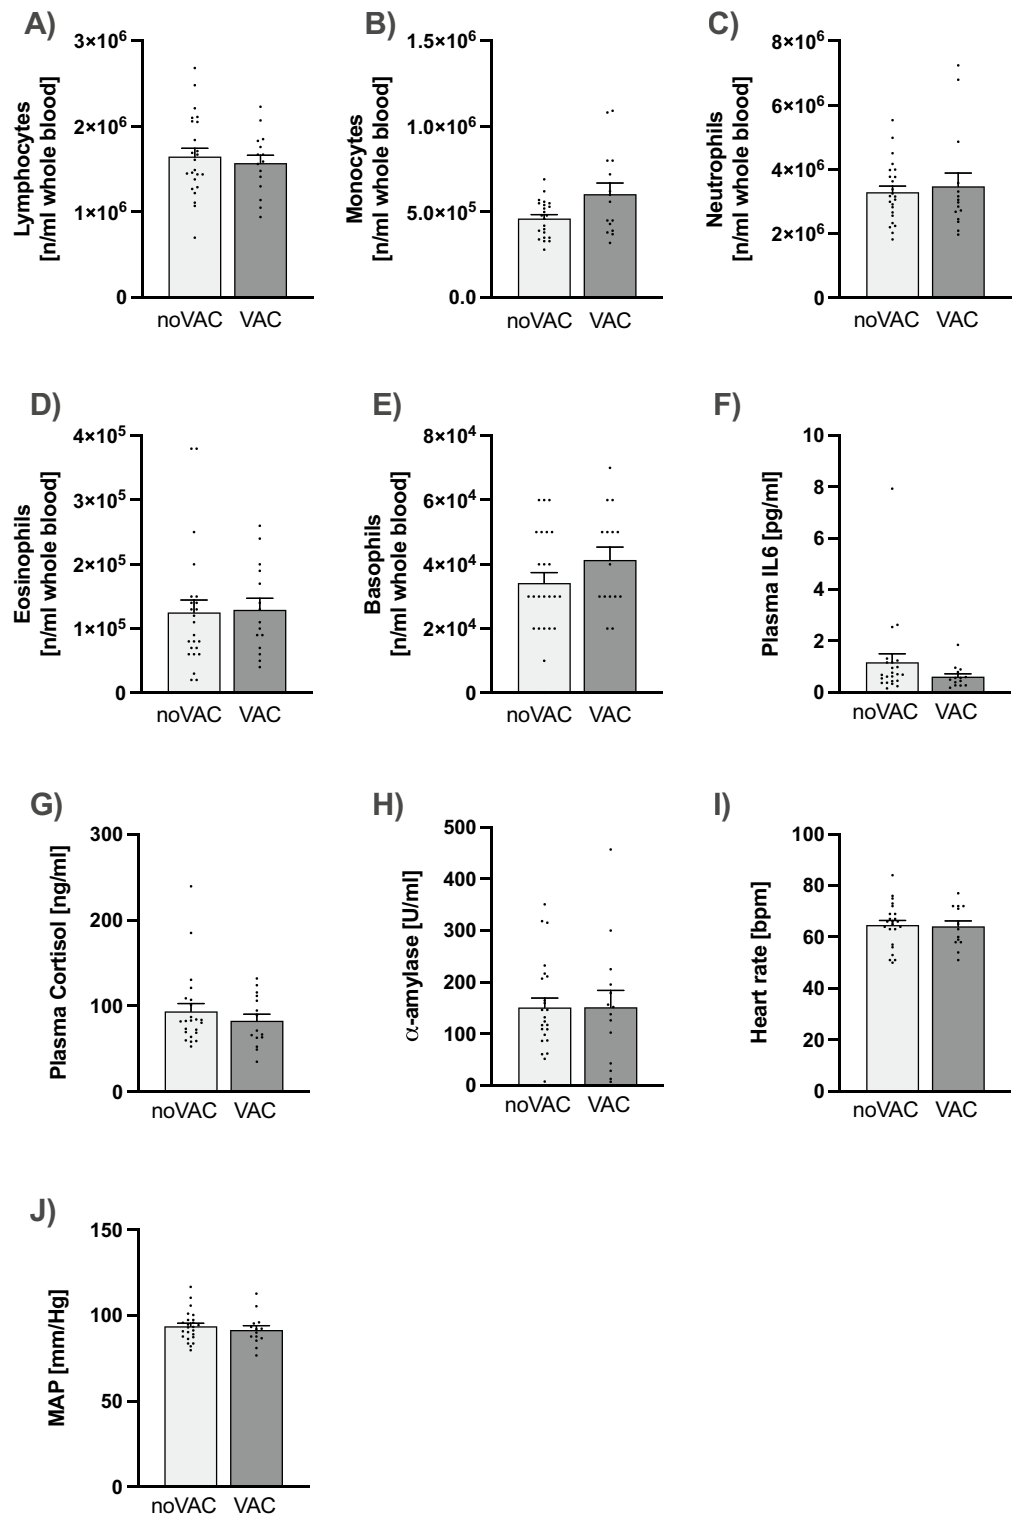 A)
Lymphocytes
[n/ml whole blood]
3×10⁶
2×10⁶
1×10⁶
0
noVAC VAC
B)
Monocytes
[n/ml whole blood]
1.5×10⁶
1.0×10⁶
5.0×10⁵
0.0
noVAC VAC
C)
Neutrophils
[n/ml whole blood]
8×10⁶
6×10⁶
4×10⁶
2×10⁶
0
noVAC VAC
D)
Eosinophils
[n/ml whole blood]
4×10⁵
3×10⁵
2×10⁵
1×10⁵
0
noVAC VAC
E)
Basophils
[n/ml whole blood]
8×10⁴
6×10⁴
4×10⁴
2×10⁴
0
noVAC VAC
F)
Plasma IL6 [pg/ml]
10
8
6
4
2
0
noVAC VAC
G)
Plasma Cortisol [ng/ml]
300
200
100
0
noVAC VAC
H)
α-amylase [U/ml]
500
400
300
200
100
0
noVAC VAC
I)
Heart rate [bpm]
100
80
60
40
20
0
noVAC VAC
J)
MAP [mm/Hg]
150
100
50
0
noVAC VAC